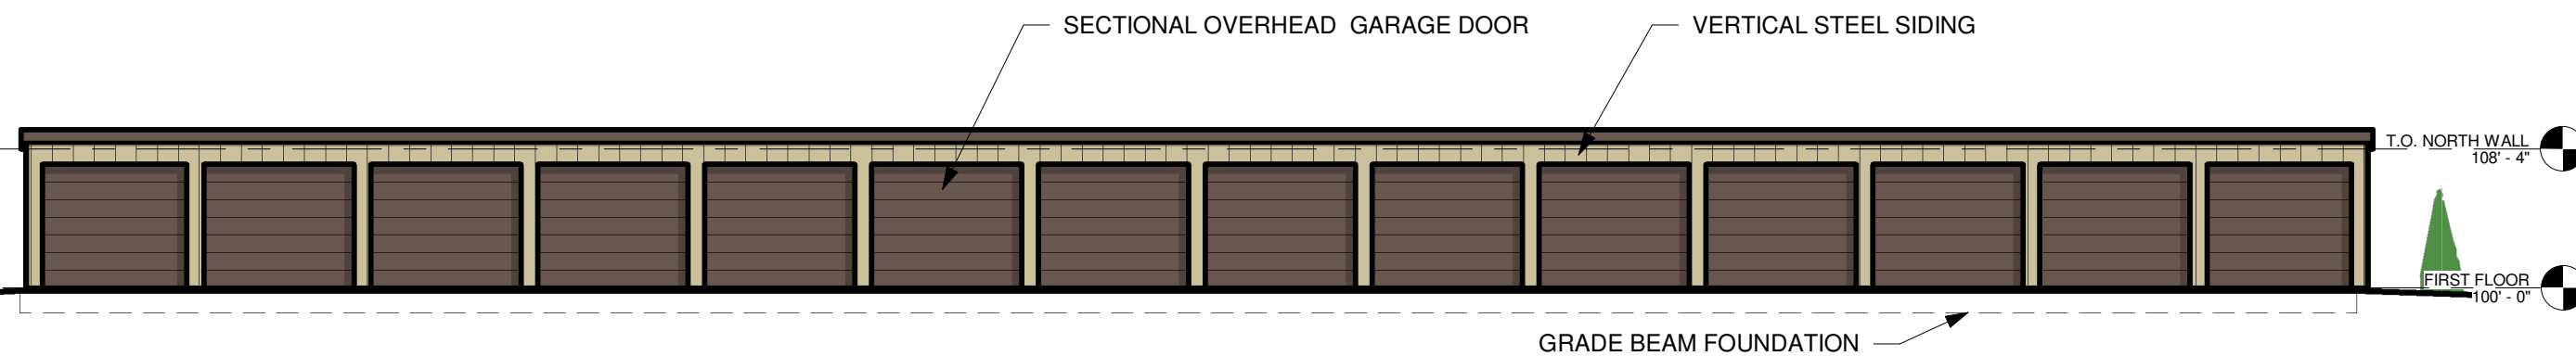 SECTIONAL OVERHEAD GARAGE DOOR
VERTICAL STEEL SIDING
T.O. NORTH WALL
108' - 4"
FIRST FLOOR
100' - 0"
GRADE BEAM FOUNDATION